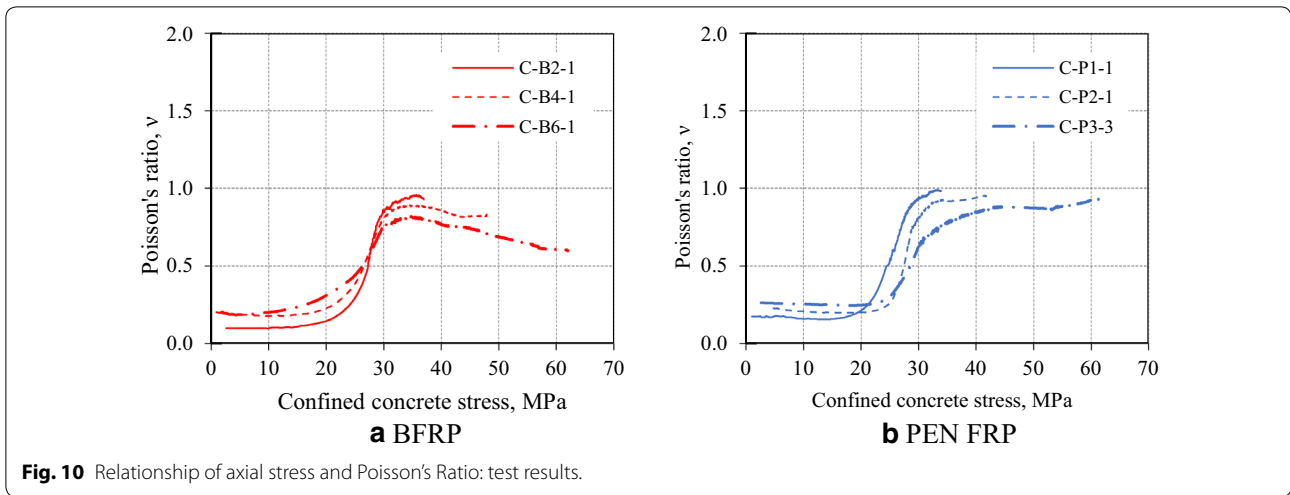 2.0
1.5
1.0
0.5
0.0
Poisson's ratio, ν
C-B2-1
C-B4-1
C-B6-1
0 10 20 30 40 50 60 70
Confined concrete stress, MPa
a BFRP
2.0
1.5
1.0
0.5
0.0
Poisson's ratio, ν
C-P1-1
C-P2-1
C-P3-3
0 10 20 30 40 50 60 70
Confined concrete stress, MPa
b PEN FRP
Fig. 10 Relationship of axial stress and Poisson's Ratio: test results.